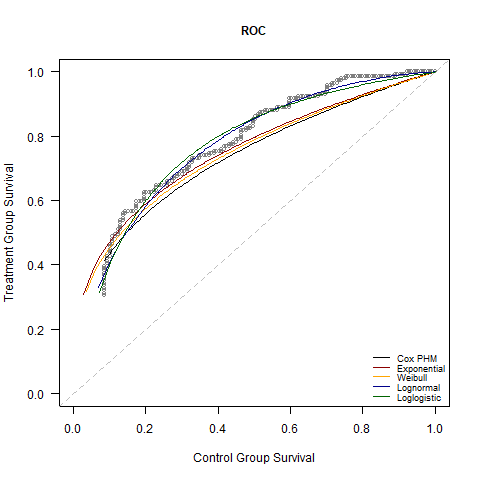 ROC
Treatment Group Survival
1.0
0.8
0.6
0.4
0.2
0.0
Cox PHM
Exponential
Weibull
Lognormal
Loglogistic
0.0 0.2 0.4 0.6 0.8 1.0
Control Group Survival